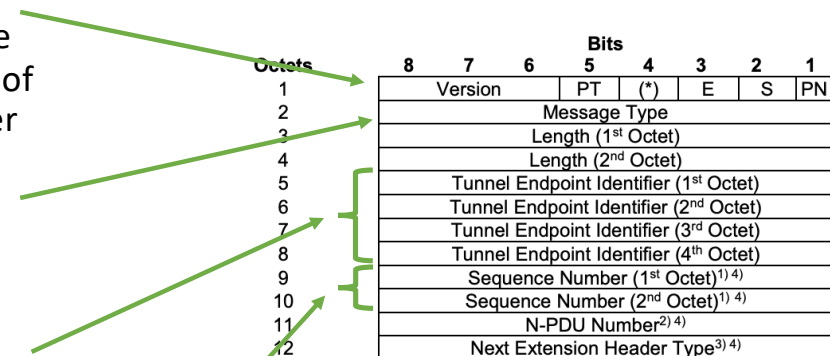 e
of
er
Bits
Octets 8 7 6 5 4 3 2 1
1 Version PT (*) E S PN
2 Message Type
3 Length (1st Octet)
4 Length (2nd Octet)
5 Tunnel Endpoint Identifier (1st Octet)
6 Tunnel Endpoint Identifier (2nd Octet)
7 Tunnel Endpoint Identifier (3rd Octet)
8 Tunnel Endpoint Identifier (4th Octet)
9 Sequence Number (1st Octet)1) 4)
10 Sequence Number (2nd Octet)1) 4)
11 N-PDU Number2) 4)
12 Next Extension Header Type3) 4)